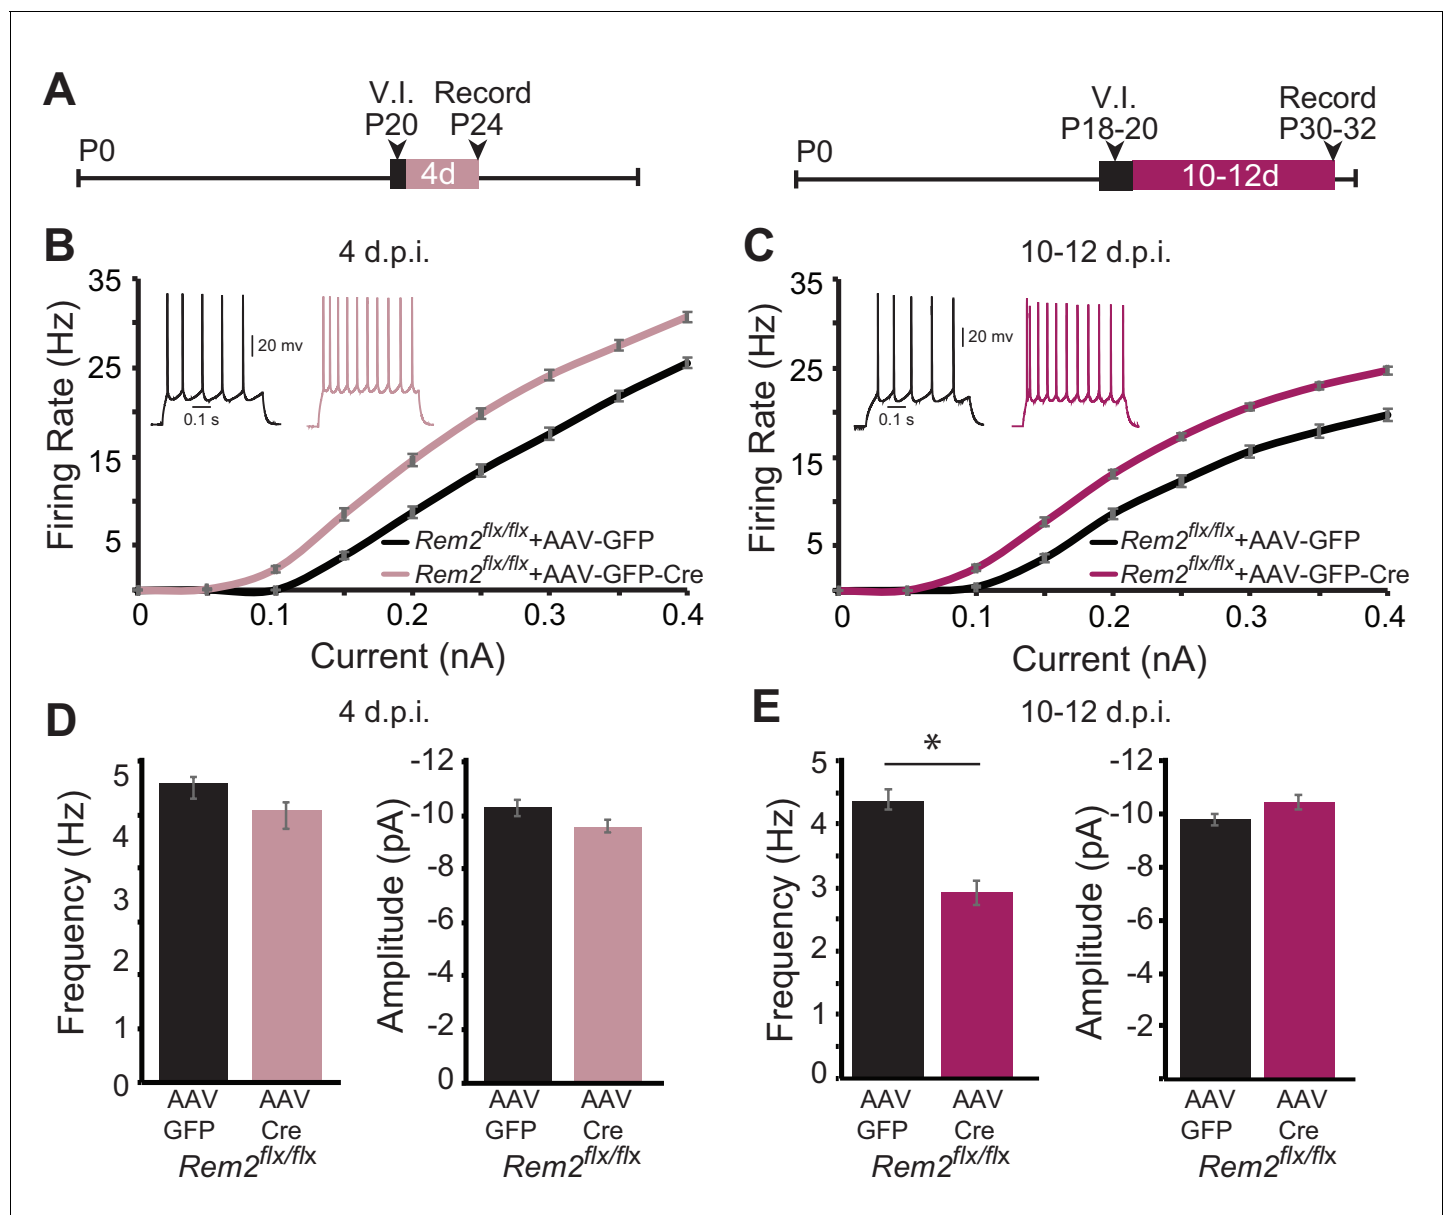 A
V.I.
P20
Record
P24
P0
4d
V.I.
P18-20
Record
P30-32
P0
10-12d
B
4 d.p.i.
35
25
15
5
Firing Rate (Hz)
20 mv
0.1 s
Rem2flx/flx+AAV-GFP
Rem2flx/flx+AAV-GFP-Cre
0 0.1 0.2 0.3 0.4
Current (nA)
C
10-12 d.p.i.
35
25
15
5
Firing Rate (Hz)
20 mv
0.1 s
Rem2flx/flx+AAV-GFP
Rem2flx/flx+AAV-GFP-Cre
0 0.1 0.2 0.3 0.4
Current (nA)
D
4 d.p.i.
5
4
3
2
1
0
Frequency (Hz)
AAV AAV
GFP Cre
Rem2flx/flx
-12
-10
-8
-6
-4
-2
0
Amplitude (pA)
AAV AAV
GFP Cre
Rem2flx/flx
E
10-12 d.p.i.
*
5
4
3
2
1
0
Frequency (Hz)
AAV AAV
GFP Cre
Rem2flx/flx
-12
-10
-8
-6
-4
-2
Amplitude (pA)
AAV AAV
GFP Cre
Rem2flx/flx